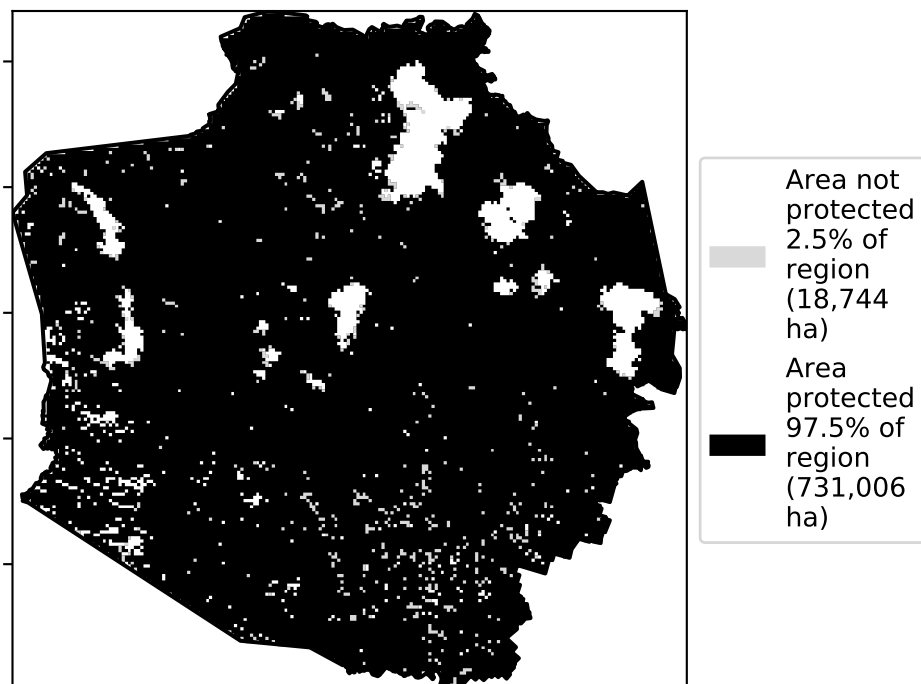 Area not
protected
2.5% of
region
(18,744
ha)
Area
protected
97.5% of
region
(731,006
ha)